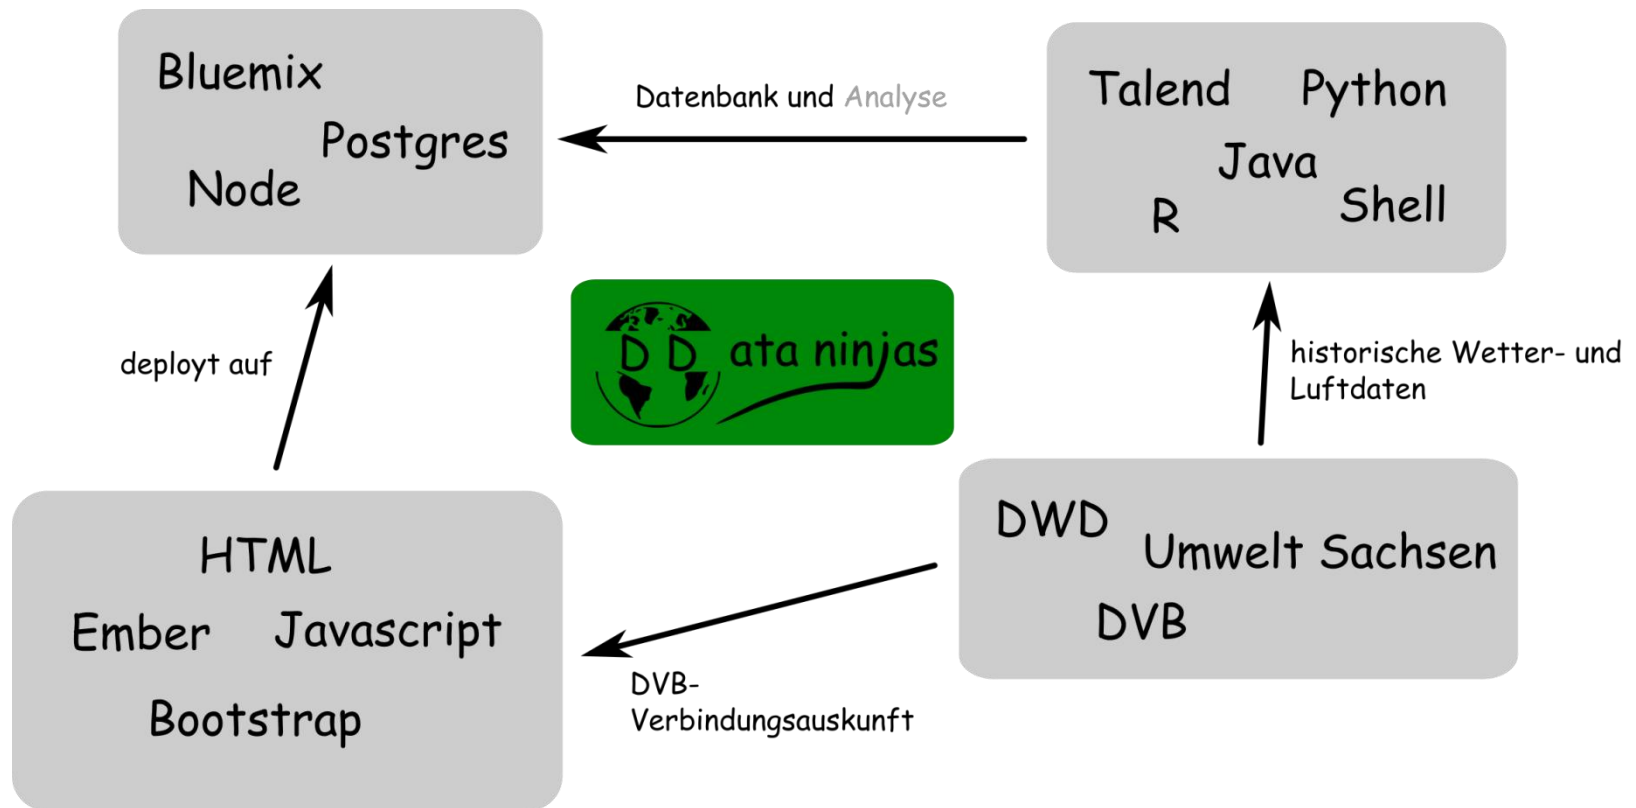 Bluemix
Postgres
Node
Datenbank und Analyse
Talend Python
Java
Shell
R
deployt auf
D D ata ninjas
historische Wetter- und
Luftdaten
HTML
Ember Javascript
Bootstrap
DWD
Umwelt Sachsen
DVB
DVB-
Verbindungsauskunft